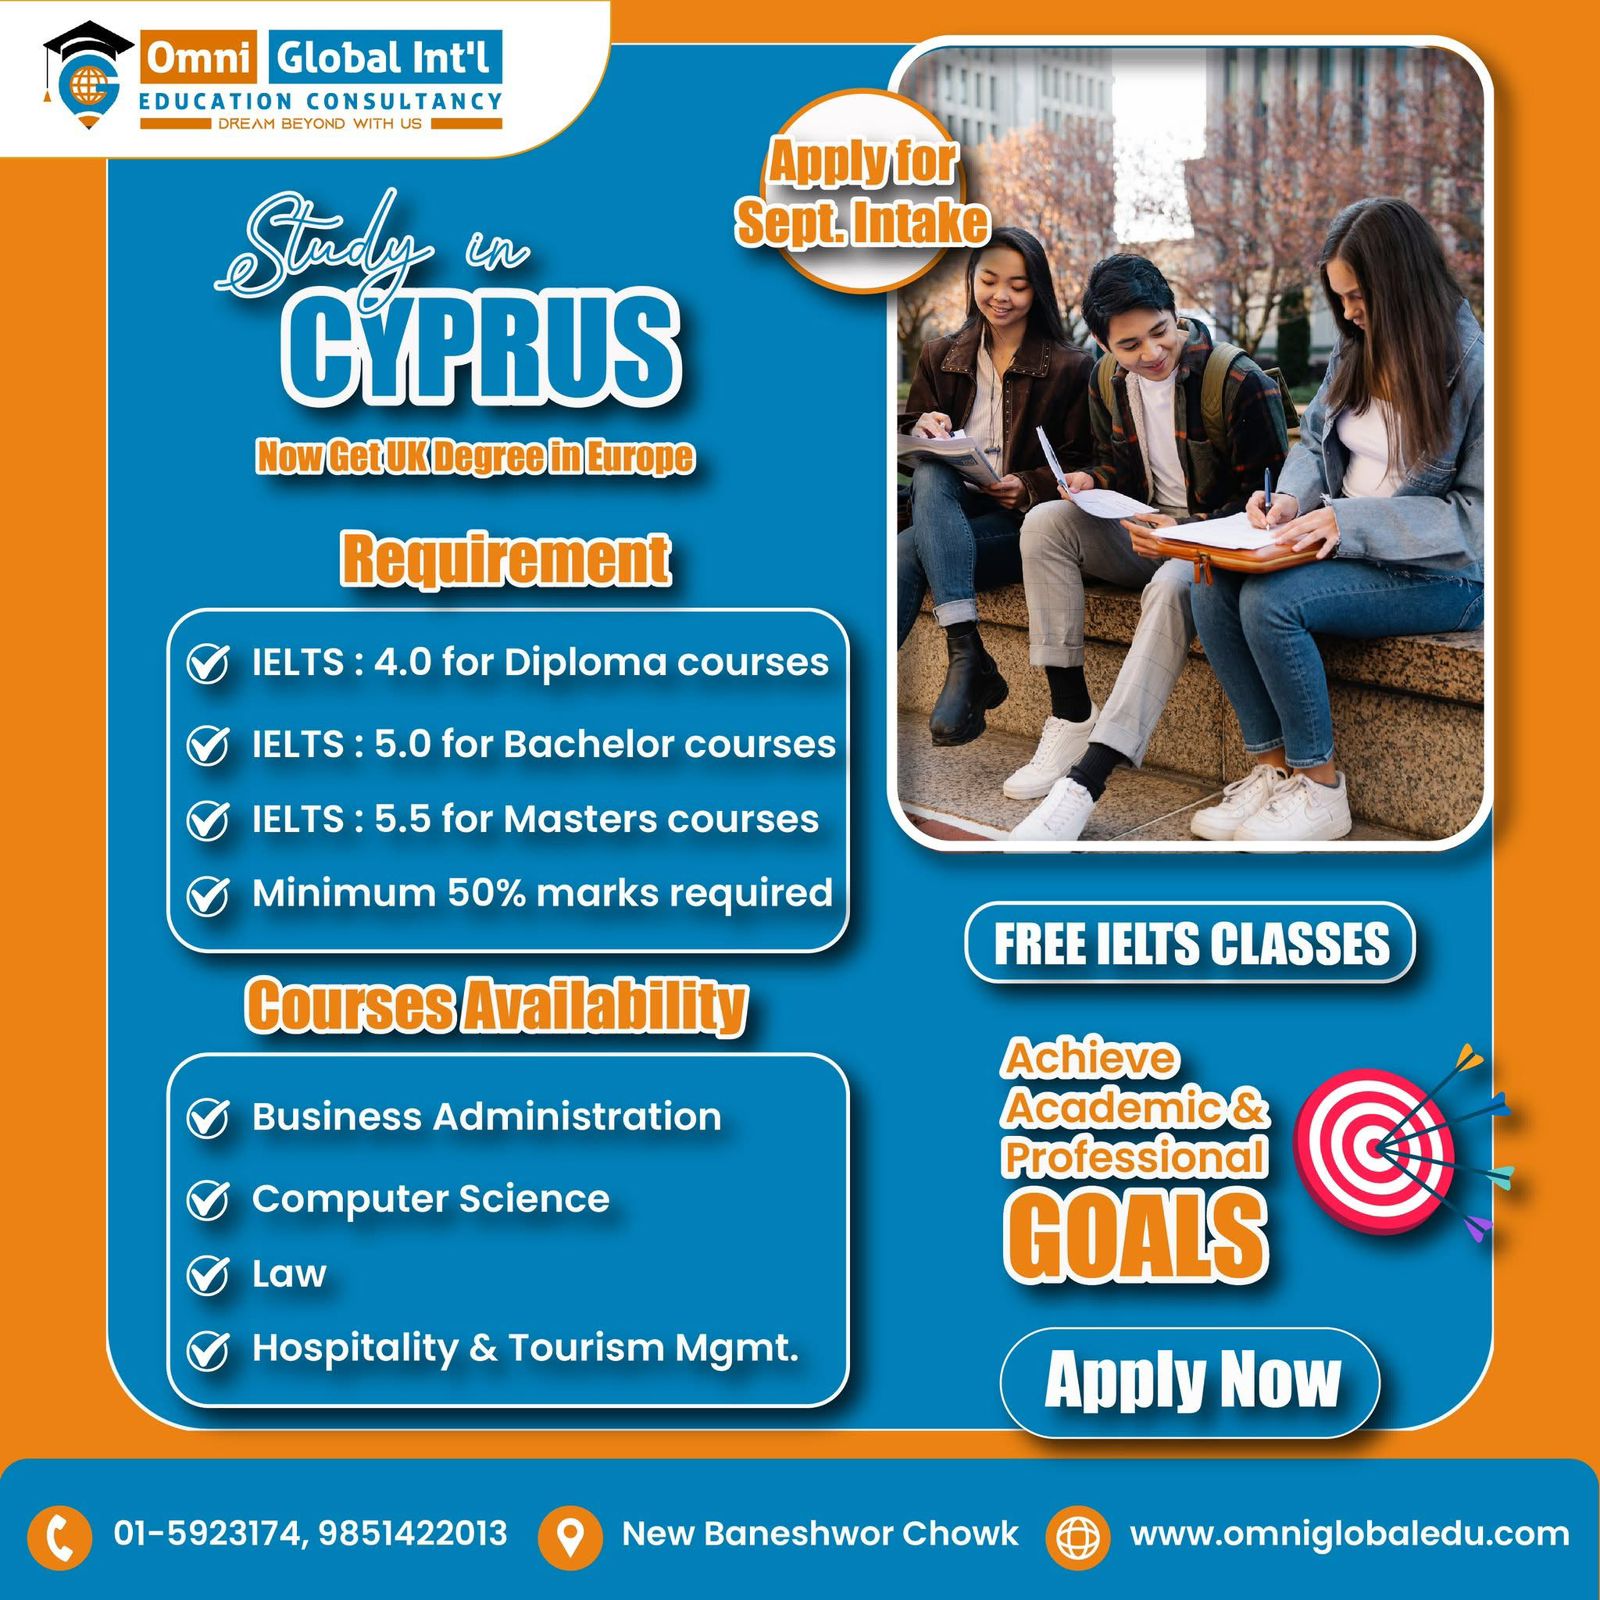 Omni Global Int'l
EDUCATION CONSULTANCY
DREAM BEYOND WITH US
Apply for
Sept. Intake
Study in
CYPRUS
Now Get UK Degree in Europe
Requirement
IELTS : 4.0 for Diploma courses
IELTS : 5.0 for Bachelor courses
IELTS : 5.5 for Masters courses
Minimum 50% marks required
Courses Availability
Business Administration
Computer Science
Law
Hospitality & Tourism Mgmt.
FREE IELTS CLASSES
Achieve
Academic &
Professional
GOALS
Apply Now
01-5923174, 9851422013
New Baneshwor Chowk
www.omniglobaledu.com